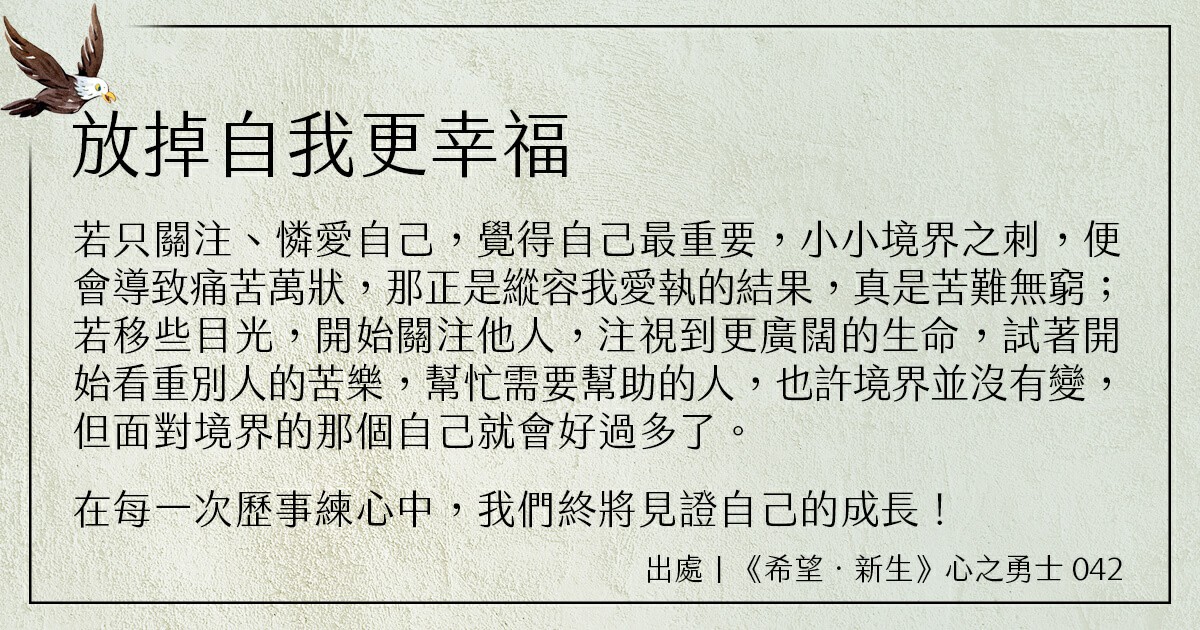 放掉自我更幸福
若只關注、憐愛自己，覺得自己最重要，小小境界之刺，便
會導致痛苦萬狀，那正是縱容我愛執的結果，真是苦難無窮；
若移些目光，開始關注他人，注視到更廣闊的生命，試著開
始看重別人的苦樂，幫忙需要幫助的人，也許境界並沒有變，
但面對境界的那個自己就會好過多了。
在每一次歷事練心中，我們終將見證自己的成長！
出處｜《希望．新生》心之勇士 042